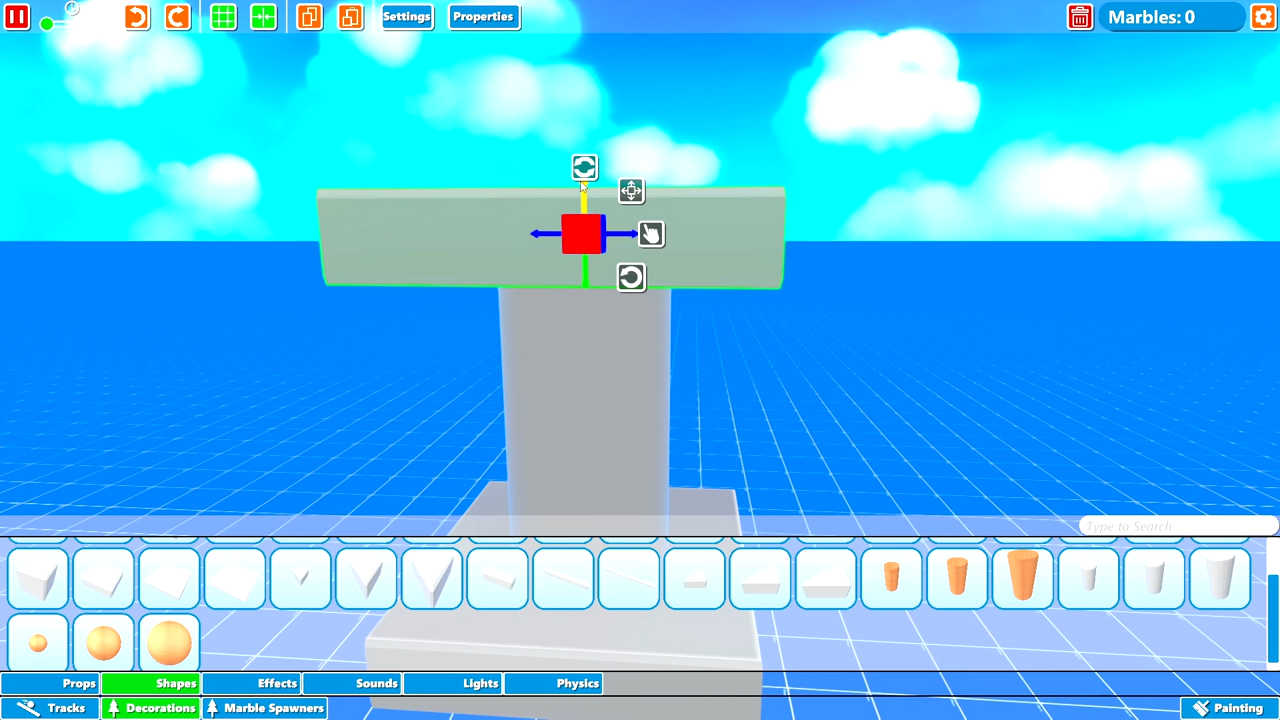 Settings
Properties
Marbles: 0
Type to Search
Props
Shapes
Effects
Sounds
Lights
Physics
Tracks
Decorations
Marble Spawners
Painting